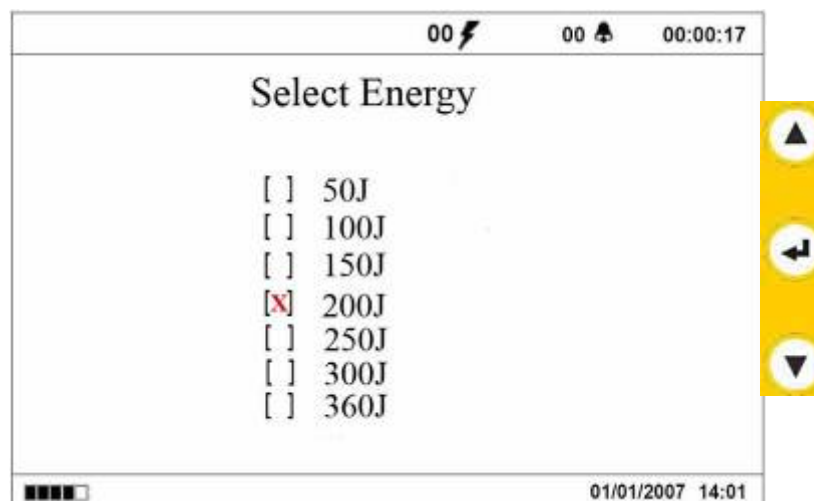 00 00 00:00:17
Select Energy
[ ] 50J
[ ] 100J
[ ] 150J
[X] 200J
[ ] 250J
[ ] 300J
[ ] 360J
01/01/2007 14:01